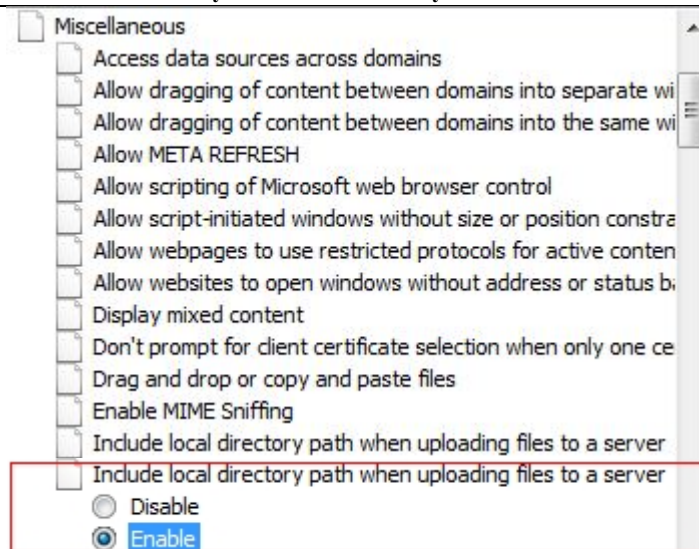 Miscellaneous
Access data sources across domains
Allow dragging of content between domains into separate wi
Allow dragging of content between domains into the same wi
Allow META REFRESH
Allow scripting of Microsoft web browser control
Allow script-initiated windows without size or position constra
Allow webpages to use restricted protocols for active conten
Allow websites to open windows without address or status ba
Display mixed content
Don't prompt for client certificate selection when only one ce
Drag and drop or copy and paste files
Enable MIME Sniffing
Include local directory path when uploading files to a server
Include local directory path when uploading files to a server
Disable
Enable